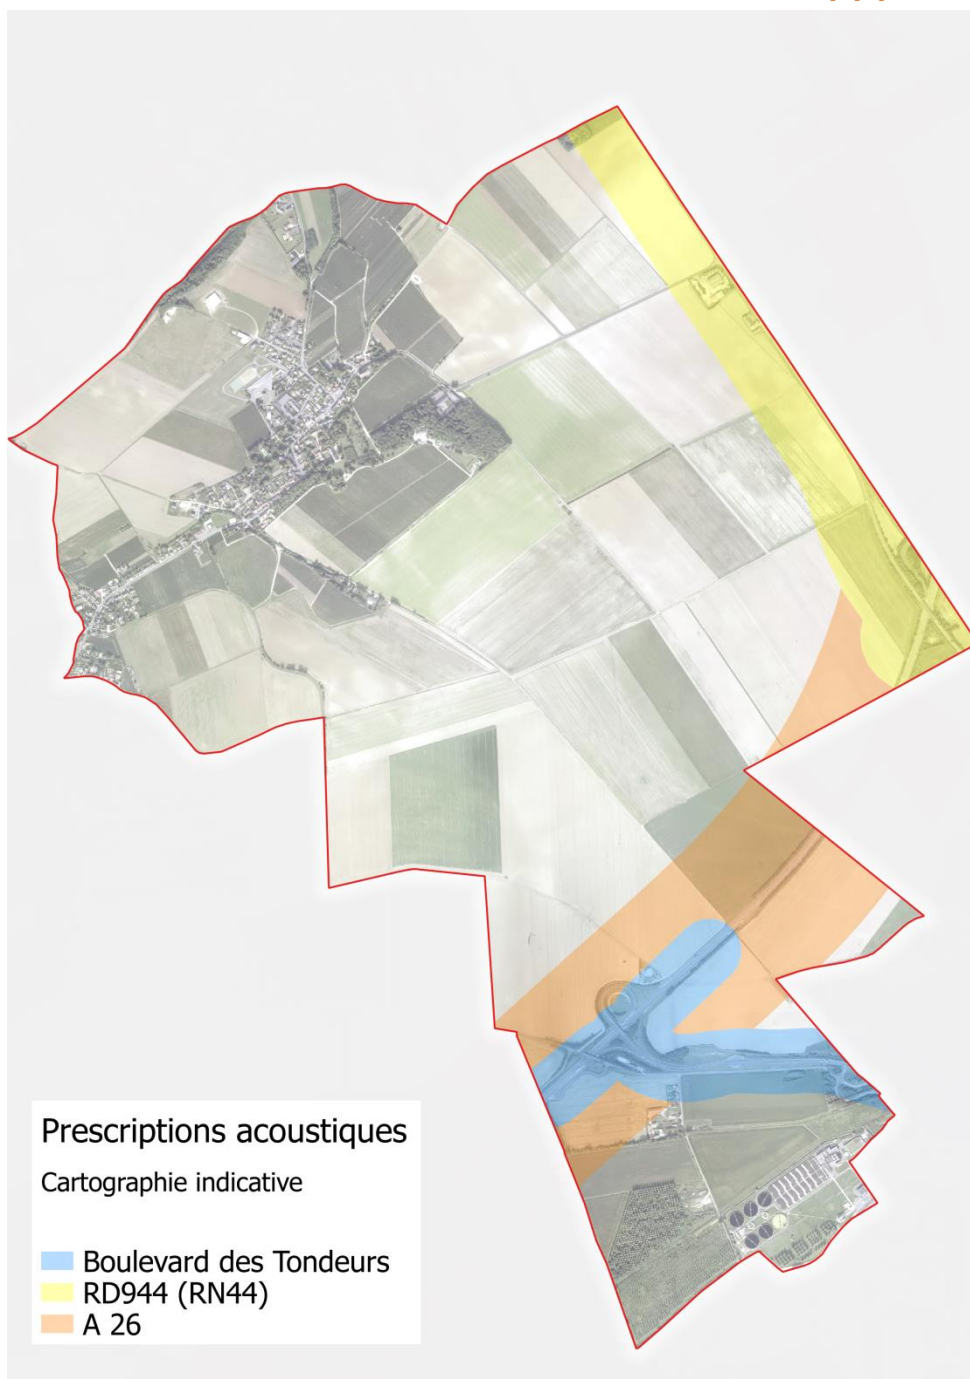 Prescriptions acoustiques
Cartographie indicative
Boulevard des Tondeurs
RD944 (RN44)
A 26